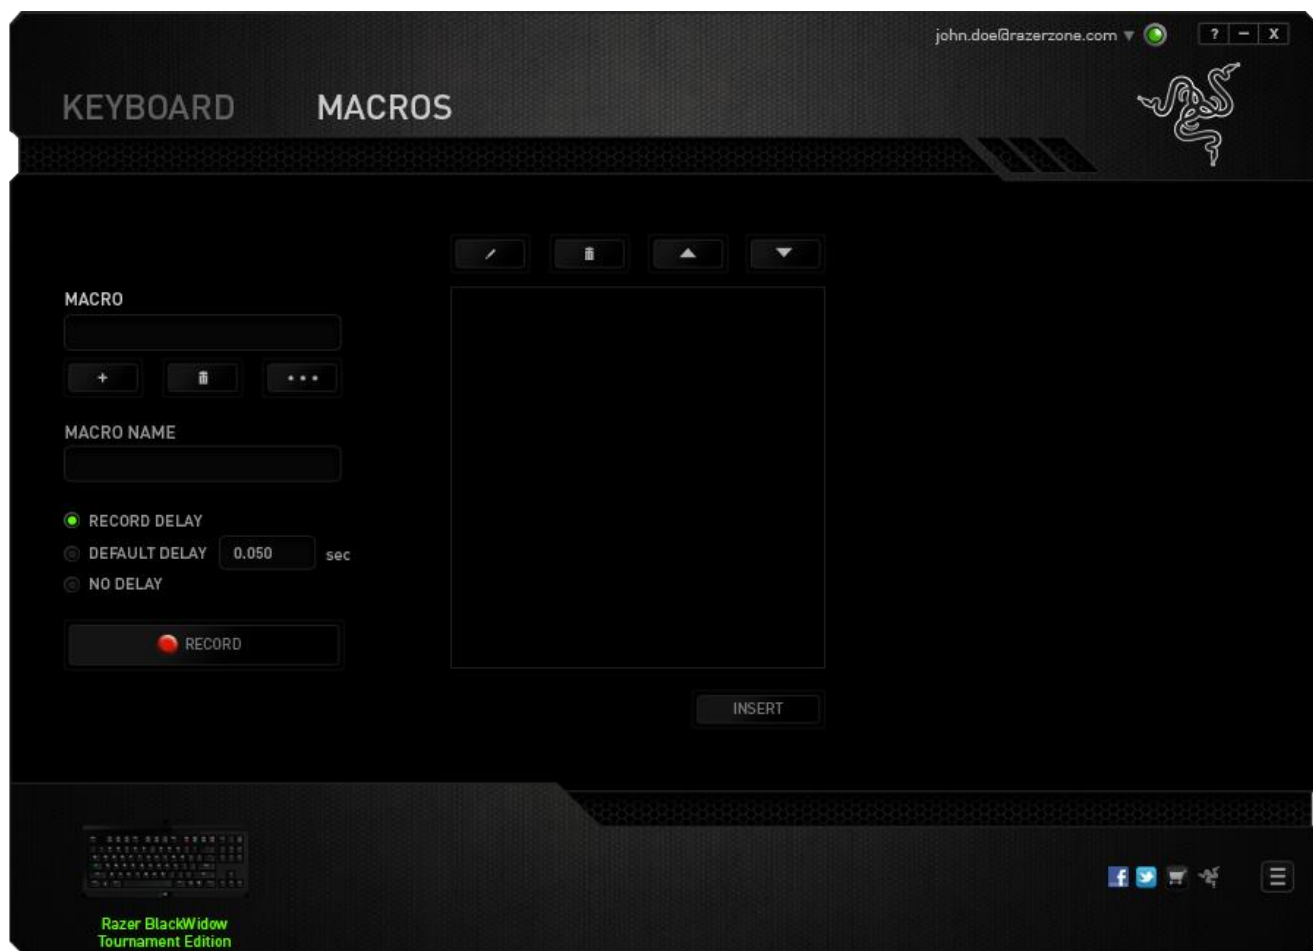 john.doe@razerzone.com
? – X
KEYBOARD MACROS
MACRO
+
MACRO NAME
RECORD DELAY
DEFAULT DELAY 0.050 sec
NO DELAY
RECORD
INSERT
Razer BlackWidow
Tournament Edition